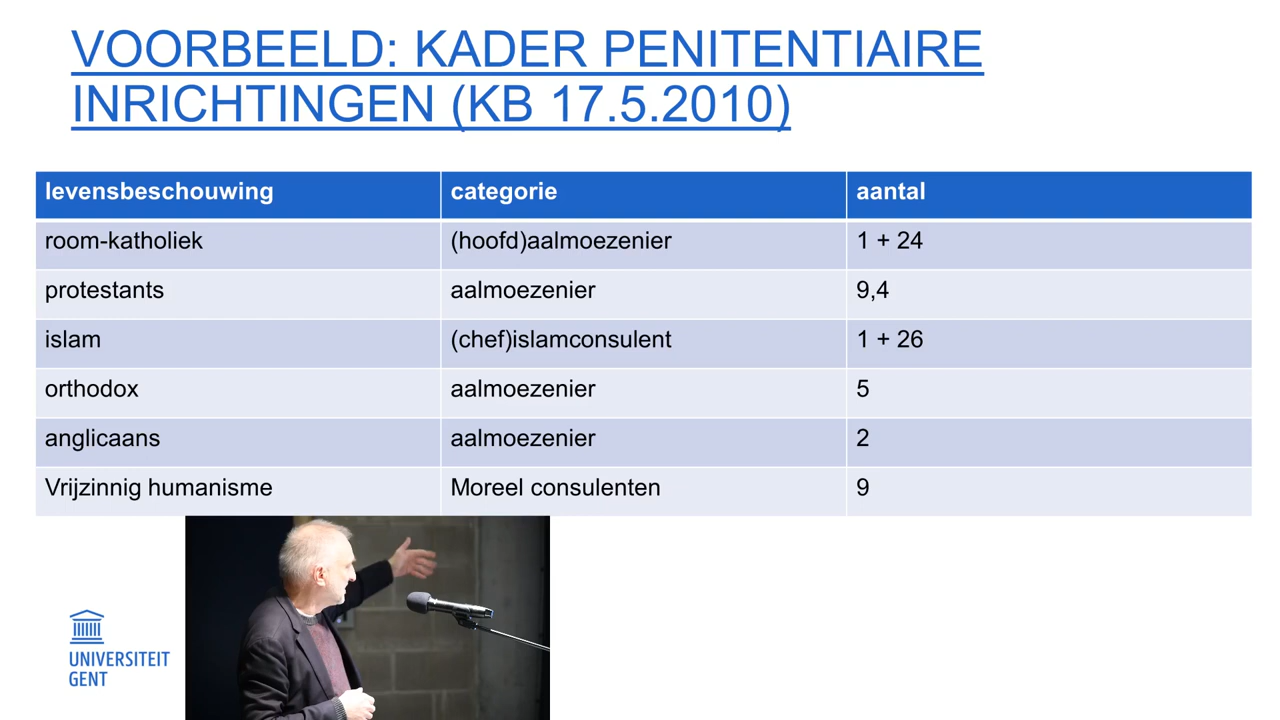 VOORBEELD: KADER PENITENTIAIRE
INRICHTINGEN (KB 17.5.2010)
levensbeschouwing categorie aantal
room-katholiek (hoofd)aalmoezenier 1 + 24
protestants aalmoezenier 9,4
islam (chef)islamconsulent 1 + 26
orthodox aalmoezenier 5
anglicaans aalmoezenier 2
Vrijzinnig humanisme Moreel consulenten 9
UNIVERSITEIT
GENT